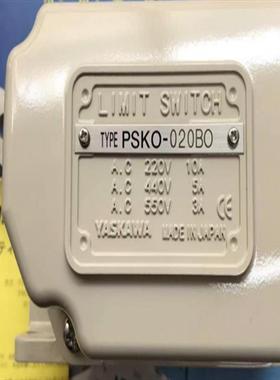 LIMIT SWITCH
TYPE PSKO-020BO
A.C 220V 10A
A.C 440V 5A
A.C 550V 3A CE
YASKAWA MADE IN JAPAN